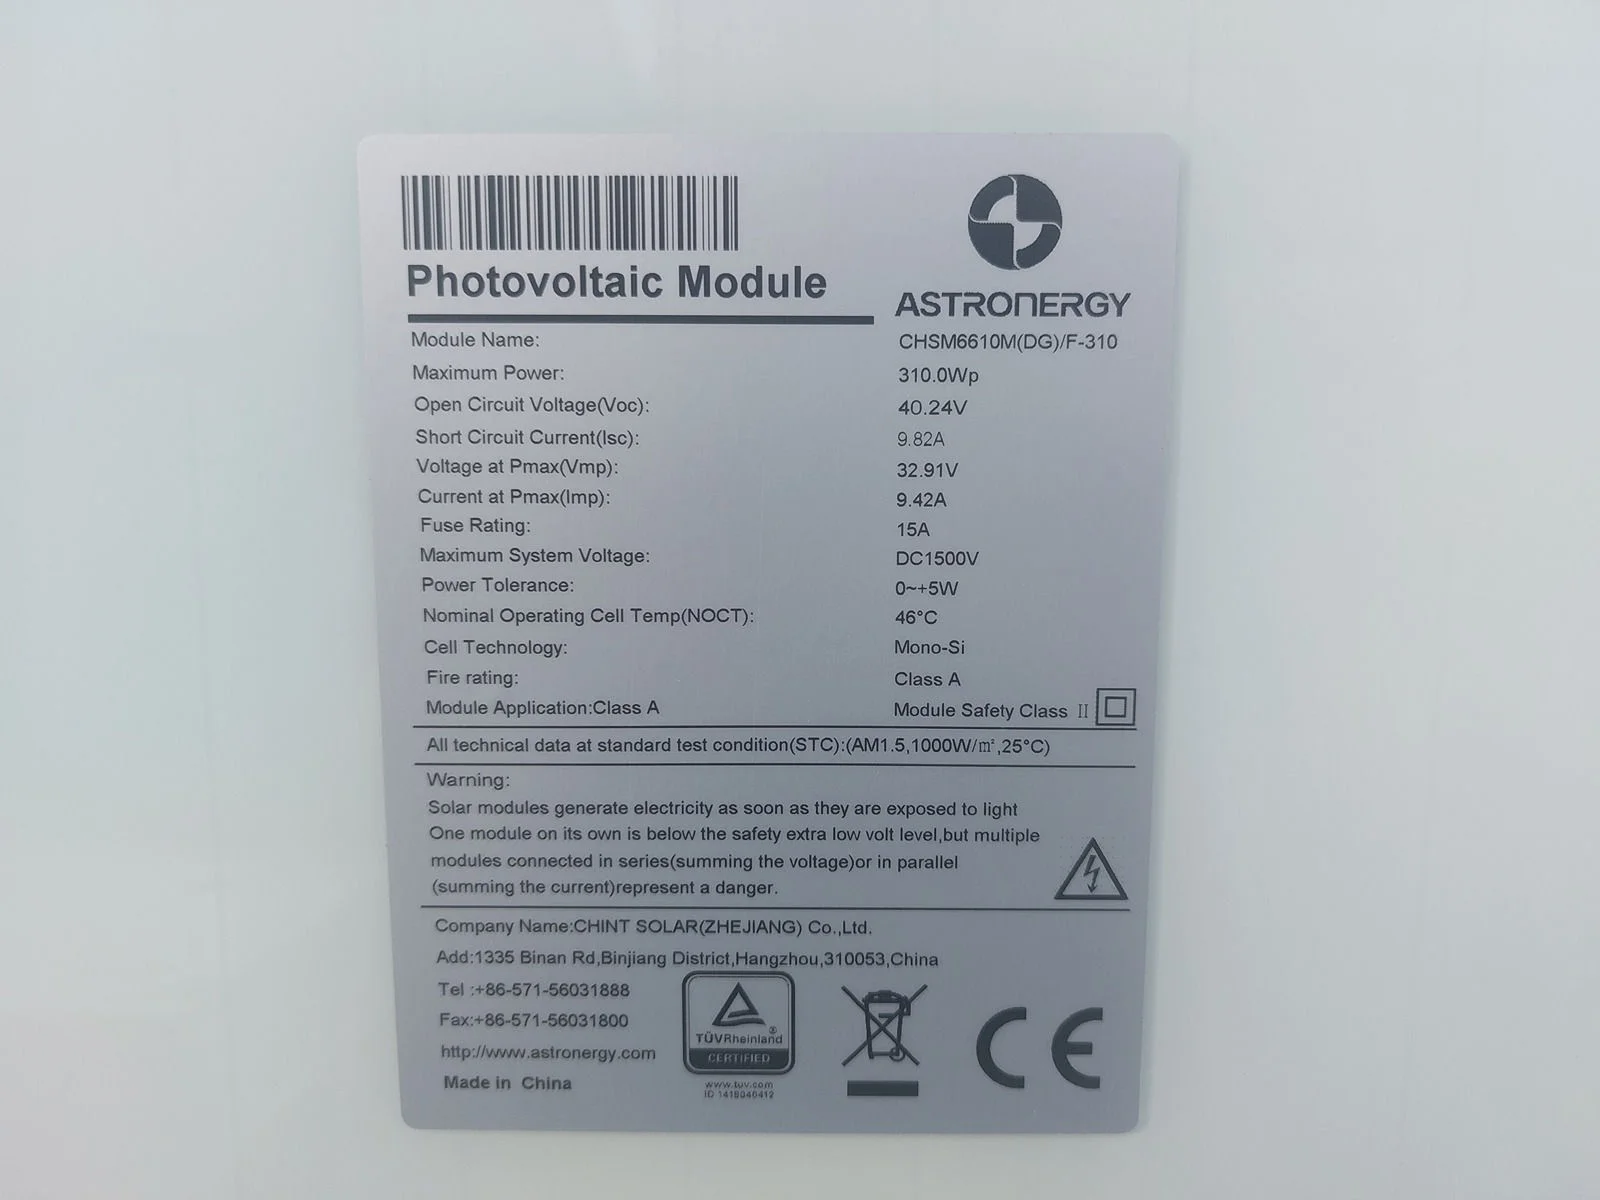 Photovoltaic Module
ASTRONERGY
Module Name: CHSM6610M(DG)/F-310
Maximum Power: 310.0Wp
Open Circuit Voltage(Voc): 40.24V
Short Circuit Current(Isc): 9.82A
Voltage at Pmax(Vmp): 32.91V
Current at Pmax(Imp): 9.42A
Fuse Rating: 15A
Maximum System Voltage: DC1500V
Power Tolerance: 0~+5W
Nominal Operating Cell Temp(NOCT): 46°C
Cell Technology: Mono-Si
Fire rating: Class A
Module Application:Class A Module Safety Class II
All technical data at standard test condition(STC):(AM1.5,1000W/m²,25°C)
Warning:
Solar modules generate electricity as soon as they are exposed to light
One module on its own is below the safety extra low volt level,but multiple
modules connected in series(summing the voltage)or in parallel
(summing the current)represent a danger.
Company Name:CHINT SOLAR(ZHEJIANG) Co.,Ltd.
Add:1335 Binan Rd,Binjiang District,Hangzhou,310053,China
Tel :+86-571-56031888
Fax:+86-571-56031800
http://www.astronergy.com
Made in China
TÜVRheinland®
CERTIFIED
www.tuv.com
ID 1419040412
CE